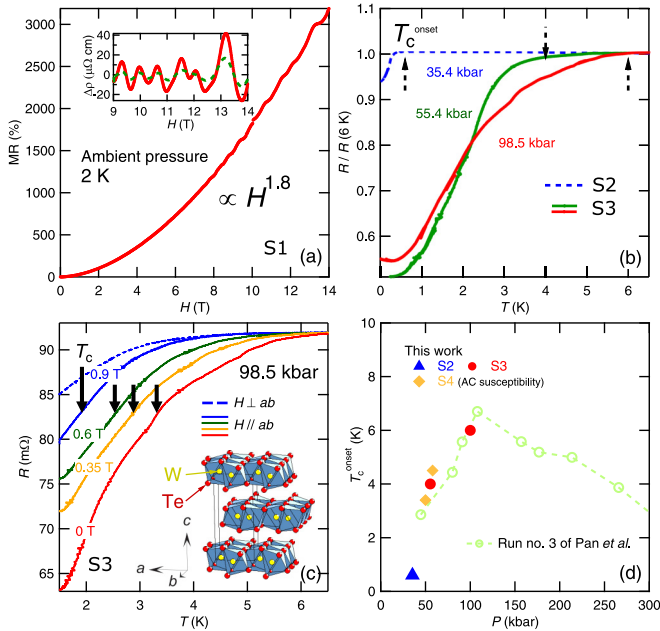 3000
2500
2000
1500
1000
500
0
MR (%)
40
20
0
-20
Δρ (μΩ cm)
9
10
11
12
13
14
H (T)
Ambient pressure
2 K
∝ H^1.8
S1
(a)
0
2
4
6
8
10
12
14
H (T)
1.0
0.9
0.8
0.7
0.6
R / R (6 K)
Tc onset
35.4 kbar
55.4 kbar
98.5 kbar
S2
S3
(b)
0
1
2
3
4
5
6
T (K)
90
85
80
75
70
65
R (mΩ)
Tc
0.9 T
0.6 T
0.35 T
0 T
98.5 kbar
H ⊥ ab
H // ab
W
Te
c
a
b
S3
(c)
2
3
4
5
6
T (K)
10
8
6
4
2
0
Tc onset (K)
This work
S2
S3
S4 (AC susceptibility)
Run no. 3 of Pan et al.
(d)
0
50
100
150
200
250
300
P (kbar)